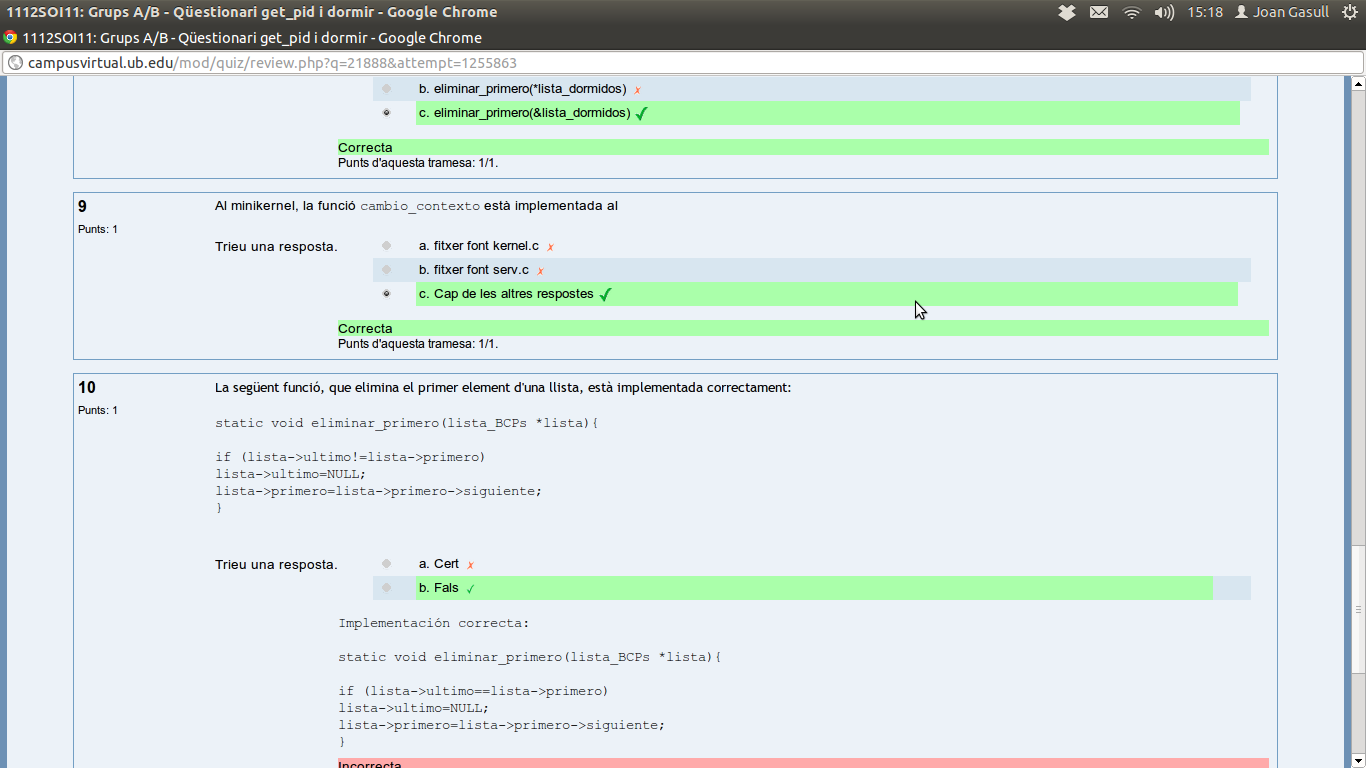 1112SOI11: Grups A/B - Qüestionari get_pid i dormir - Google Chrome
15:18 Joan Gasull
1112SOI11: Grups A/B - Qüestionari get_pid i dormir - Google Chrome
campusvirtual.ub.edu/mod/quiz/review.php?q=21888&attempt=1255863
b. eliminar_primero(*lista_dormidos) ✗
c. eliminar_primero(&lista_dormidos) ✓
Correcta
Punts d'aquesta tramesa: 1/1.
9
Punts: 1
Al minikernel, la funció cambio_contexto està implementada al
Trieu una resposta.
a. fitxer font kernel.c ✗
b. fitxer font serv.c ✗
c. Cap de les altres respostes ✓
Correcta
Punts d'aquesta tramesa: 1/1.
10
Punts: 1
La següent funció, que elimina el primer element d'una llista, està implementada correctament:
static void eliminar_primero(lista_BCPs *lista){
if (lista->ultimo!=lista->primero)
lista->ultimo=NULL;
lista->primero=lista->primero->siguiente;
}
Trieu una resposta.
a. Cert ✗
b. Fals ✓
Implementación correcta:
static void eliminar_primero(lista_BCPs *lista){
if (lista->ultimo==lista->primero)
lista->ultimo=NULL;
lista->primero=lista->primero->siguiente;
}
Incorrecta